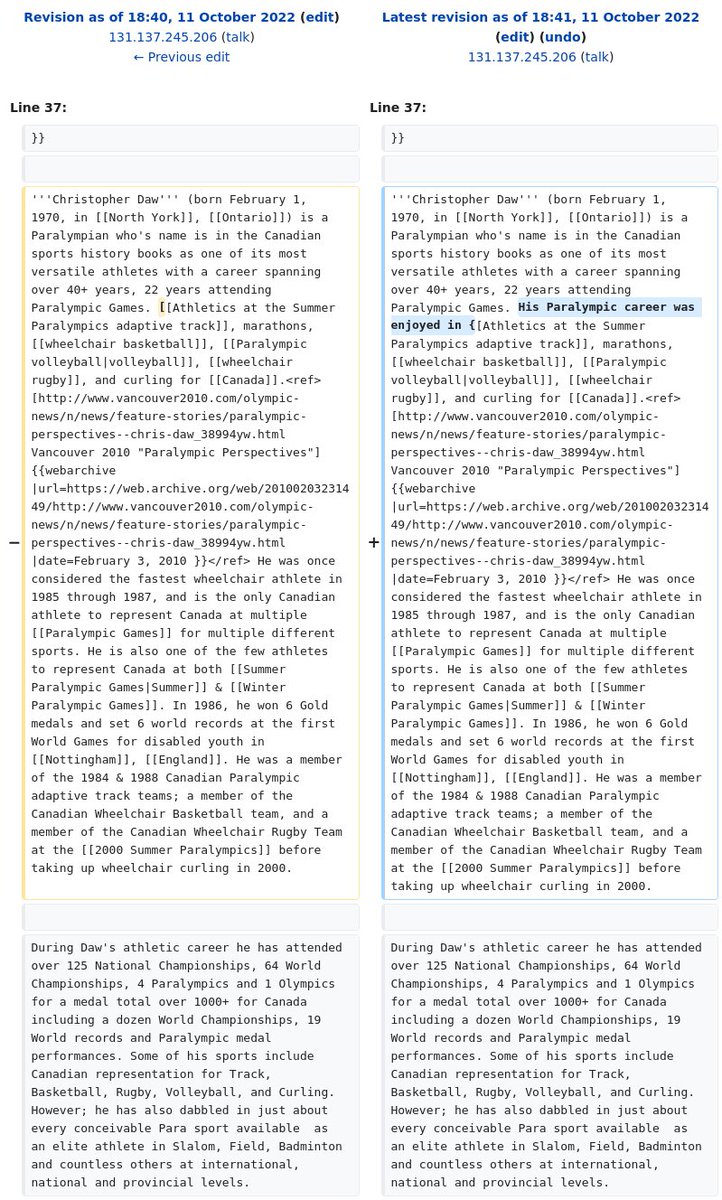 Revision as of 18:40, 11 October 2022 (edit)
131.137.245.206 (talk)
← Previous edit
Latest revision as of 18:41, 11 October 2022
(edit) (undo)
131.137.245.206 (talk)
Line 37:
Line 37:
}}
}}
−
'''Christopher Daw''' (born February 1,
1970, in [[North York]], [[Ontario]]) is a
Paralympian who's name is in the Canadian
sports history books as one of its most
versatile athletes with a career spanning
over 40+ years, 22 years attending
Paralympic Games. [[Athletics at the Summer
Paralympics adaptive track]], marathons,
[[wheelchair basketball]], [[Paralympic
volleyball|volleyball]], [[wheelchair
rugby]], and curling for [[Canada]].<ref>
[http://www.vancouver2010.com/olympic-
news/n/news/feature-stories/paralympic-
perspectives--chris-daw_38994yw.html
Vancouver 2010 "Paralympic Perspectives"]
{{webarchive
|url=https://web.archive.org/web/201002032314
49/http://www.vancouver2010.com/olympic-
news/n/news/feature-stories/paralympic-
perspectives--chris-daw_38994yw.html
|date=February 3, 2010 }}</ref> He was once
considered the fastest wheelchair athlete in
1985 through 1987, and is the only Canadian
athlete to represent Canada at multiple
[[Paralympic Games]] for multiple different
sports. He is also one of the few athletes
to represent Canada at both [[Summer
Paralympic Games|Summer]] & [[Winter
Paralympic Games]]. In 1986, he won 6 Gold
medals and set 6 world records at the first
World Games for disabled youth in
[[Nottingham]], [[England]]. He was a member
of the 1984 & 1988 Canadian Paralympic
adaptive track teams; a member of the
Canadian Wheelchair Basketball team, and a
member of the Canadian Wheelchair Rugby Team
at the [[2000 Summer Paralympics]] before
taking up wheelchair curling in 2000.
+
'''Christopher Daw''' (born February 1,
1970, in [[North York]], [[Ontario]]) is a
Paralympian who's name is in the Canadian
sports history books as one of its most
versatile athletes with a career spanning
over 40+ years, 22 years attending
Paralympic Games. His Paralympic career was
enjoyed in {[Athletics at the Summer
Paralympics adaptive track]], marathons,
[[wheelchair basketball]], [[Paralympic
volleyball|volleyball]], [[wheelchair
rugby]], and curling for [[Canada]].<ref>
[http://www.vancouver2010.com/olympic-
news/n/news/feature-stories/paralympic-
perspectives--chris-daw_38994yw.html
Vancouver 2010 "Paralympic Perspectives"]
{{webarchive
|url=https://web.archive.org/web/201002032314
49/http://www.vancouver2010.com/olympic-
news/n/news/feature-stories/paralympic-
perspectives--chris-daw_38994yw.html
|date=February 3, 2010 }}</ref> He was once
considered the fastest wheelchair athlete in
1985 through 1987, and is the only Canadian
athlete to represent Canada at multiple
[[Paralympic Games]] for multiple different
sports. He is also one of the few athletes
to represent Canada at both [[Summer
Paralympic Games|Summer]] & [[Winter
Paralympic Games]]. In 1986, he won 6 Gold
medals and set 6 world records at the first
World Games for disabled youth in
[[Nottingham]], [[England]]. He was a member
of the 1984 & 1988 Canadian Paralympic
adaptive track teams; a member of the
Canadian Wheelchair Basketball team, and a
member of the Canadian Wheelchair Rugby Team
at the [[2000 Summer Paralympics]] before
taking up wheelchair curling in 2000.
During Daw's athletic career he has attended
over 125 National Championships, 64 World
Championships, 4 Paralympics and 1 Olympics
for a medal total over 1000+ for Canada
including a dozen World Championships, 19
World records and Paralympic medal
performances. Some of his sports include
Canadian representation for Track,
Basketball, Rugby, Volleyball, and Curling.
However; he has also dabbled in just about
every conceivable Para sport available  as
an elite athlete in Slalom, Field, Badminton
and countless others at international,
national and provincial levels.
During Daw's athletic career he has attended
over 125 National Championships, 64 World
Championships, 4 Paralympics and 1 Olympics
for a medal total over 1000+ for Canada
including a dozen World Championships, 19
World records and Paralympic medal
performances. Some of his sports include
Canadian representation for Track,
Basketball, Rugby, Volleyball, and Curling.
However; he has also dabbled in just about
every conceivable Para sport available  as
an elite athlete in Slalom, Field, Badminton
and countless others at international,
national and provincial levels.